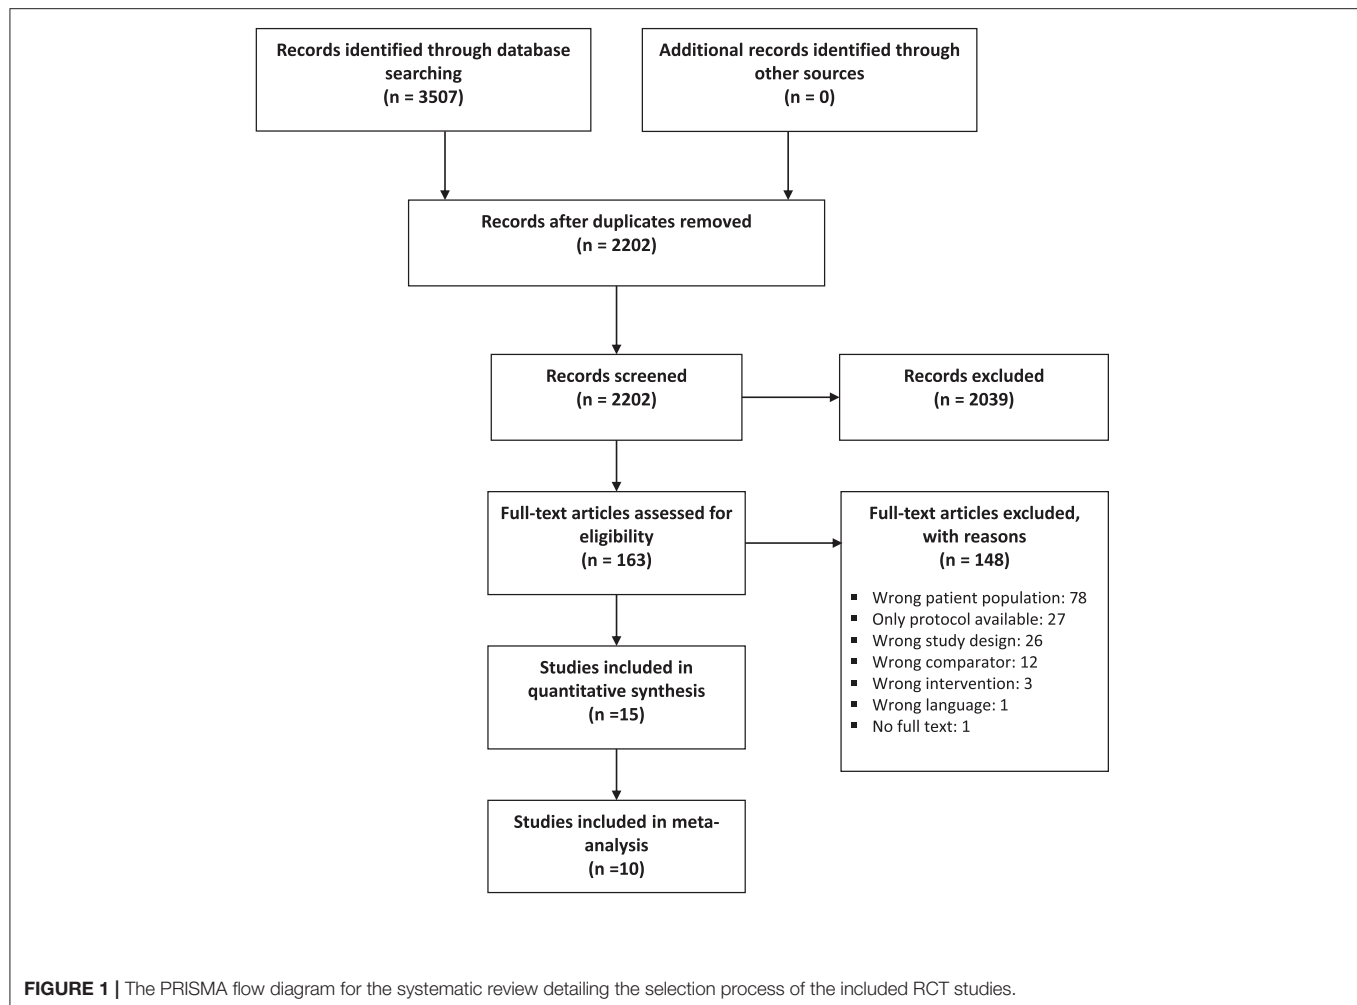 Records identified through database
searching
(n = 3507)
Additional records identified through
other sources
(n = 0)
Records after duplicates removed
(n = 2202)
Records screened
(n = 2202)
Records excluded
(n = 2039)
Full-text articles assessed for
eligibility
(n = 163)
Full-text articles excluded,
with reasons
(n = 148)
▪ Wrong patient population: 78
▪ Only protocol available: 27
▪ Wrong study design: 26
▪ Wrong comparator: 12
▪ Wrong intervention: 3
▪ Wrong language: 1
▪ No full text: 1
Studies included in
quantitative synthesis
(n =15)
Studies included in meta-
analysis
(n =10)
FIGURE 1 | The PRISMA flow diagram for the systematic review detailing the selection process of the included RCT studies.